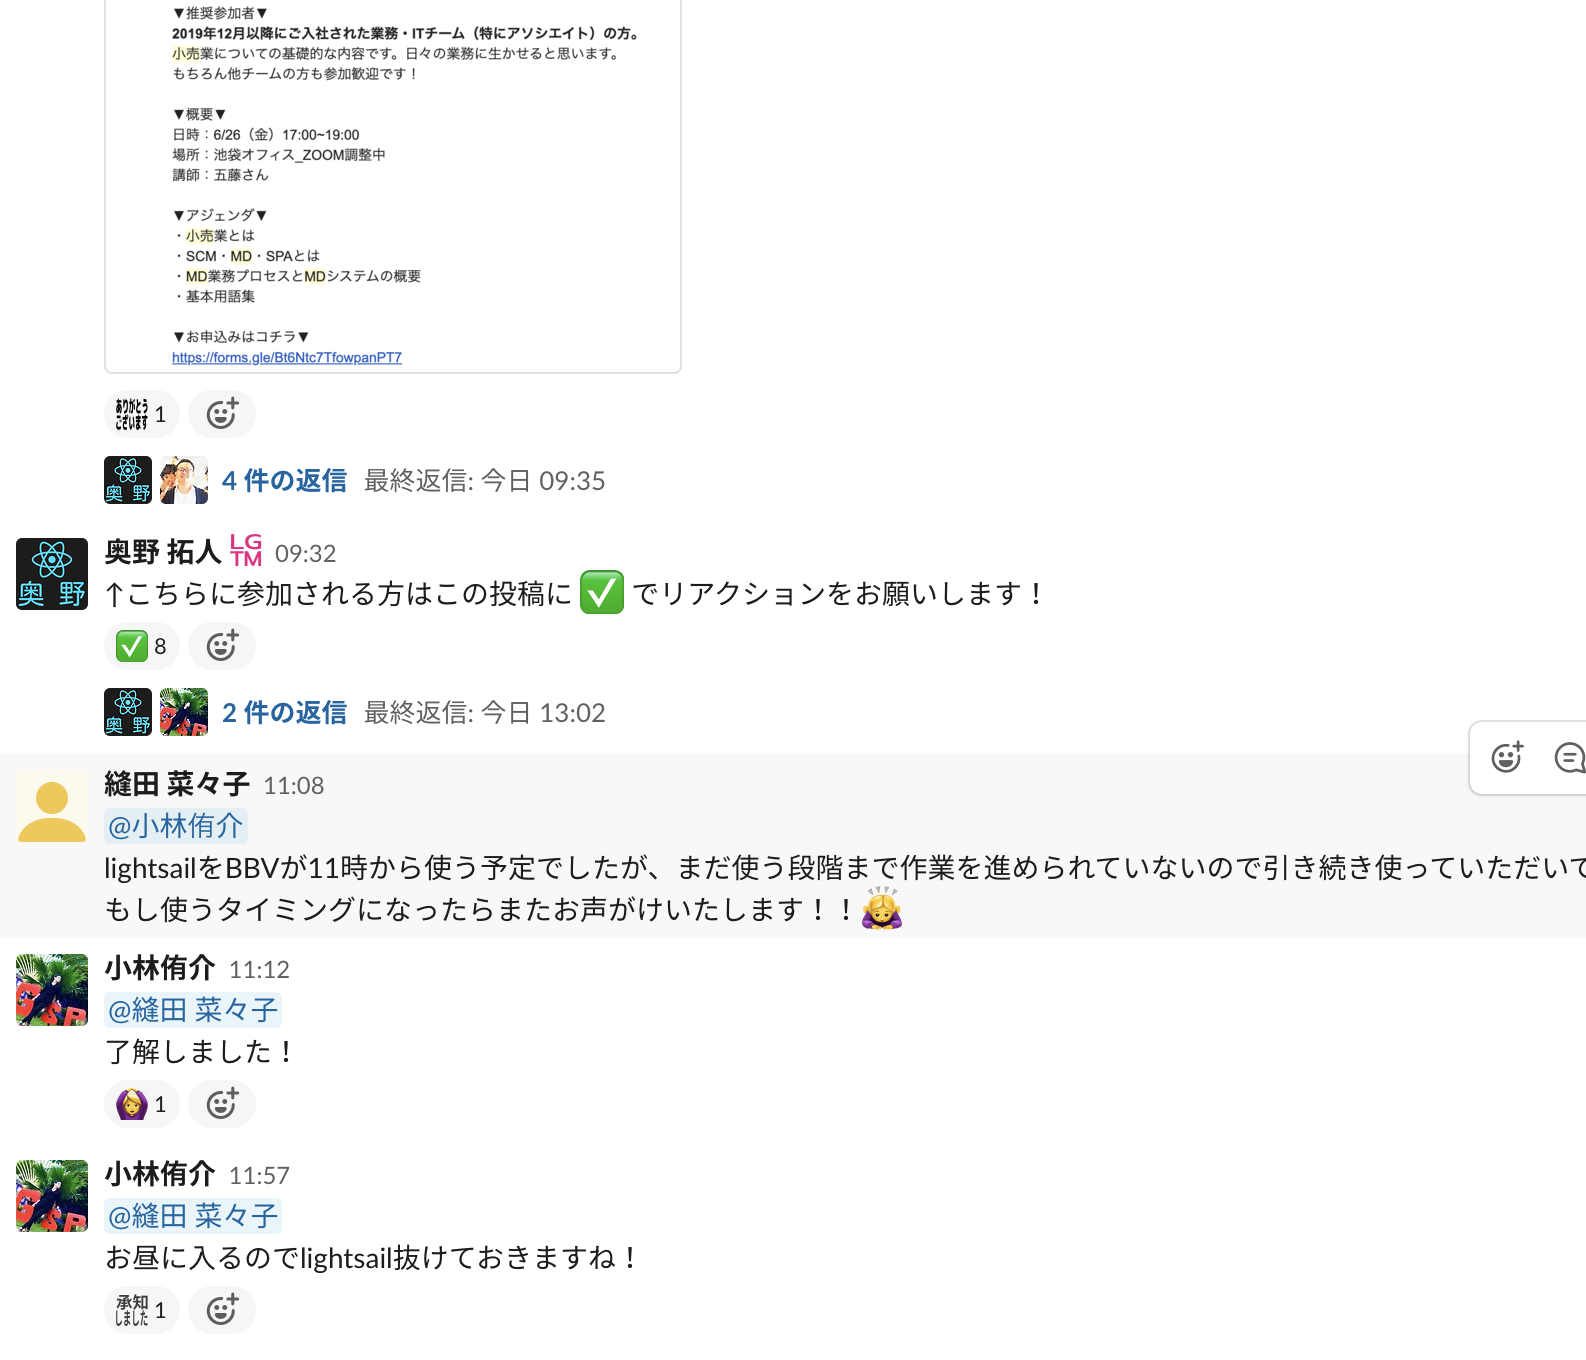 ▼推奨参加者▼
2019年12月以降にご入社された業務・ITチーム（特にアソシエイト）の方。
小売業についての基礎的な内容です。日々の業務に生かせると思います。
もちろん他チームの方も参加歓迎です！
▼概要▼
日時：6/26（金）17:00~19:00
場所：池袋オフィス_ZOOM調整中
講師：五藤さん
▼アジェンダ▼
・小売業とは
・SCM・MD・SPAとは
・MD業務プロセスとMDシステムの概要
・基本用語集
▼お申込みはコチラ▼
https://forms.gle/Bt6Ntc7TfowpanPT7
ありがとうございます 1
奥野 4 件の返信 最終返信: 今日 09:35
奥野 奥野 拓人 LGTM 09:32
↑こちらに参加される方はこの投稿に ✅ でリアクションをお願いします！
✅ 8
奥野 2 件の返信 最終返信: 今日 13:02
縫田 菜々子 11:08
@小林侑介
lightsailをBBVが11時から使う予定でしたが、まだ使う段階まで作業を進められていないので引き続き使っていただいて
もし使うタイミングになったらまたお声がけいたします！！🙇‍♀️
小林侑介 11:12
@縫田 菜々子
了解しました！
🙆‍♀️ 1
小林侑介 11:57
@縫田 菜々子
お昼に入るのでlightsail抜けておきますね！
承知しました 1